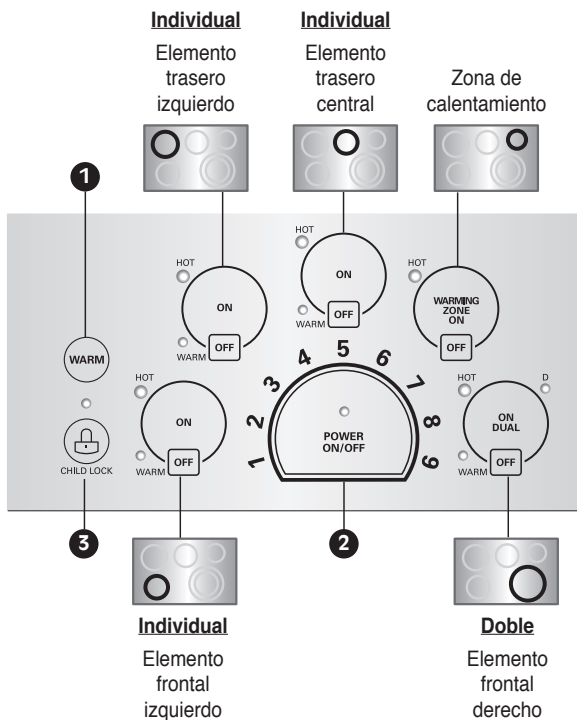 Individual
Elemento
trasero
izquierdo
Individual
Elemento
trasero
central
Zona de
calentamiento
1
HOT
ON
OFF
WARM
HOT
ON
OFF
WARM
HOT
WARMING
ZONE
ON
OFF
WARM
HOT
ON
OFF
WARM
1
2
3
4
5
6
7
8
9
POWER
ON/OFF
HOT
D
ON
DUAL
OFF
WARM
CHILD LOCK
3
2
Individual
Elemento
frontal
izquierdo
Doble
Elemento
frontal
derecho